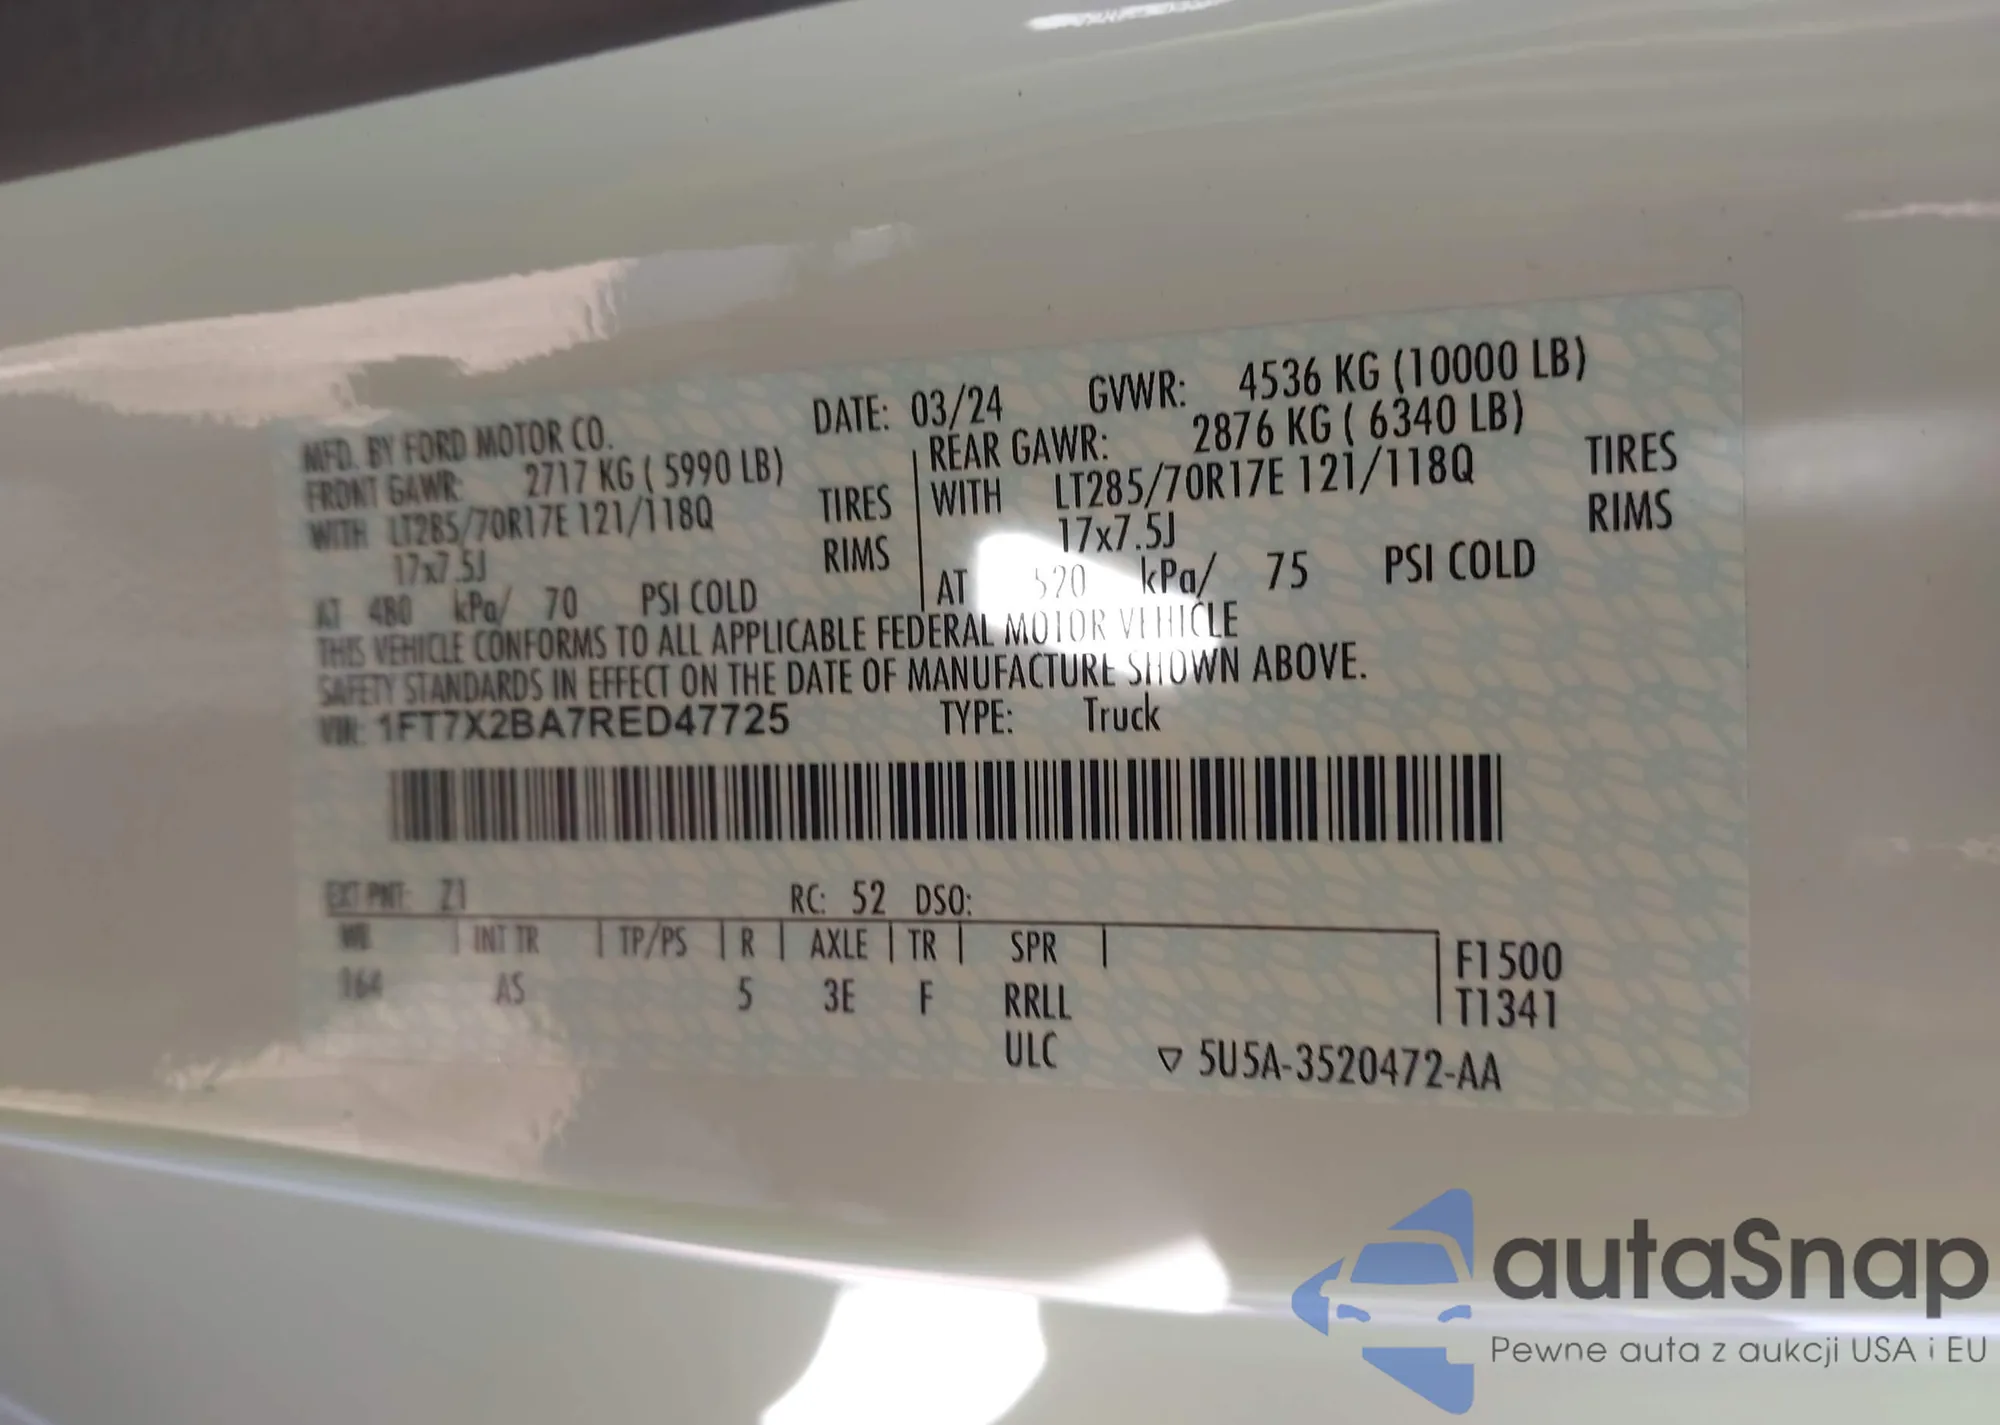 MFD. BY FORD MOTOR CO. DATE: 03/24 GVWR: 4536 KG (10000 LB)
FRONT GAWR: 2717 KG ( 5990 LB) REAR GAWR: 2876 KG ( 6340 LB)
WITH LT285/70R17E 121/118Q TIRES WITH LT285/70R17E 121/118Q TIRES
17x7.5J RIMS 17x7.5J RIMS
AT 480 kPa/ 70 PSI COLD AT 520 kPa/ 75 PSI COLD
THIS VEHICLE CONFORMS TO ALL APPLICABLE FEDERAL MOTOR VEHICLE
SAFETY STANDARDS IN EFFECT ON THE DATE OF MANUFACTURE SHOWN ABOVE.
VIN: 1FT7X2BA7RED47725 TYPE: Truck
EXT PNT: Z1 RC: 52 DSO:
WB INT TR TP/PS R AXLE TR SPR
164 AS 5 3E F RRLL
ULC
F1500
T1341
▽ 5U5A-3520472-AA
autaSnap
Pewne auta z aukcji USA i EU